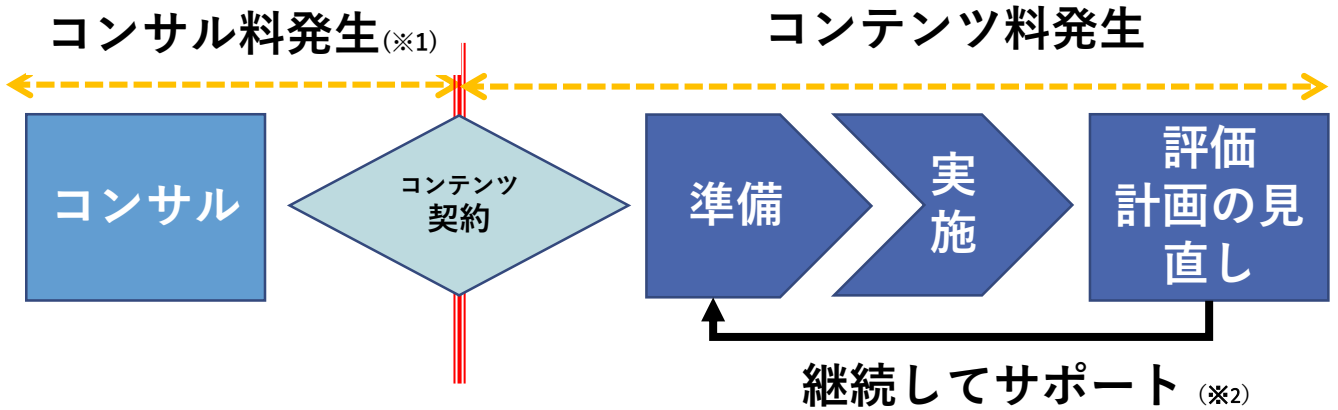 コンサル料発生(※1)
コンテンツ料発生
コンサル
コンテンツ
契約
準備
実
施
評価
計画の見
直し
継続してサポート(※2)